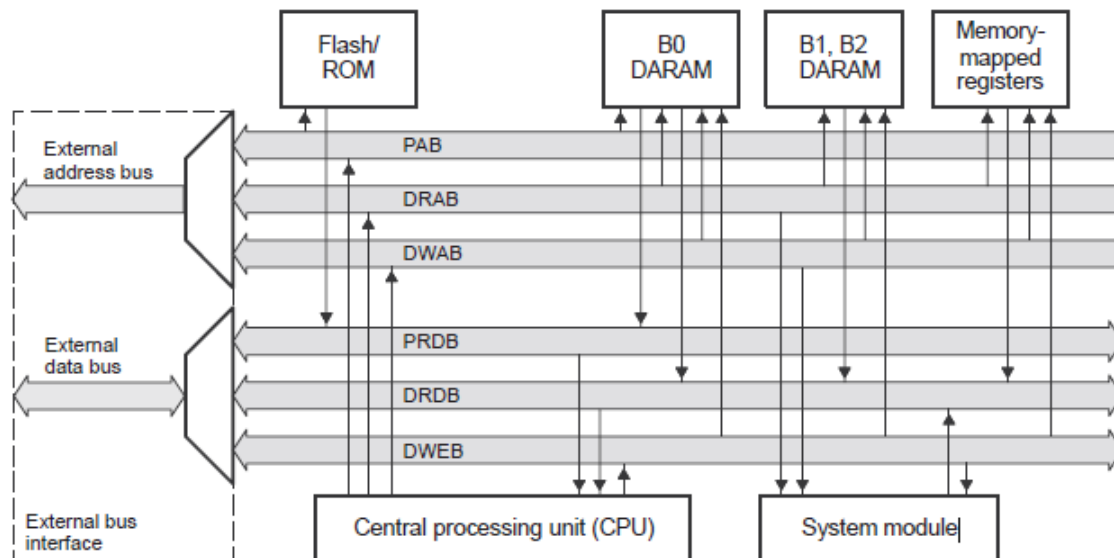 Flash/
ROM
B0
DARAM
B1, B2
DARAM
Memory-
mapped
registers
External
address bus
PAB
DRAB
DWAB
External
data bus
PRDB
DRDB
DWEB
External bus
interface
Central processing unit (CPU)
System module